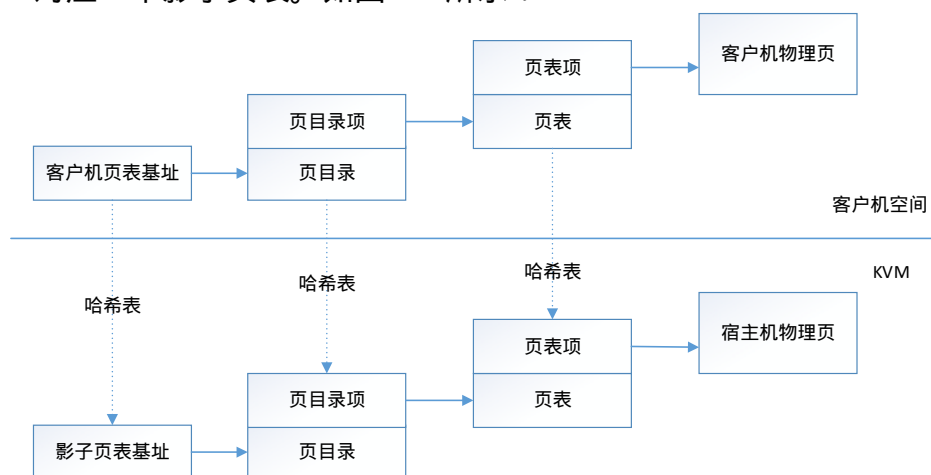 客户机物理页
页表项
页目录项
页表
客户机页表基址
页目录
客户机空间
哈希表
哈希表
哈希表
KVM
页表项
宿主机物理页
页目录项
页表
影子页表基址
页目录